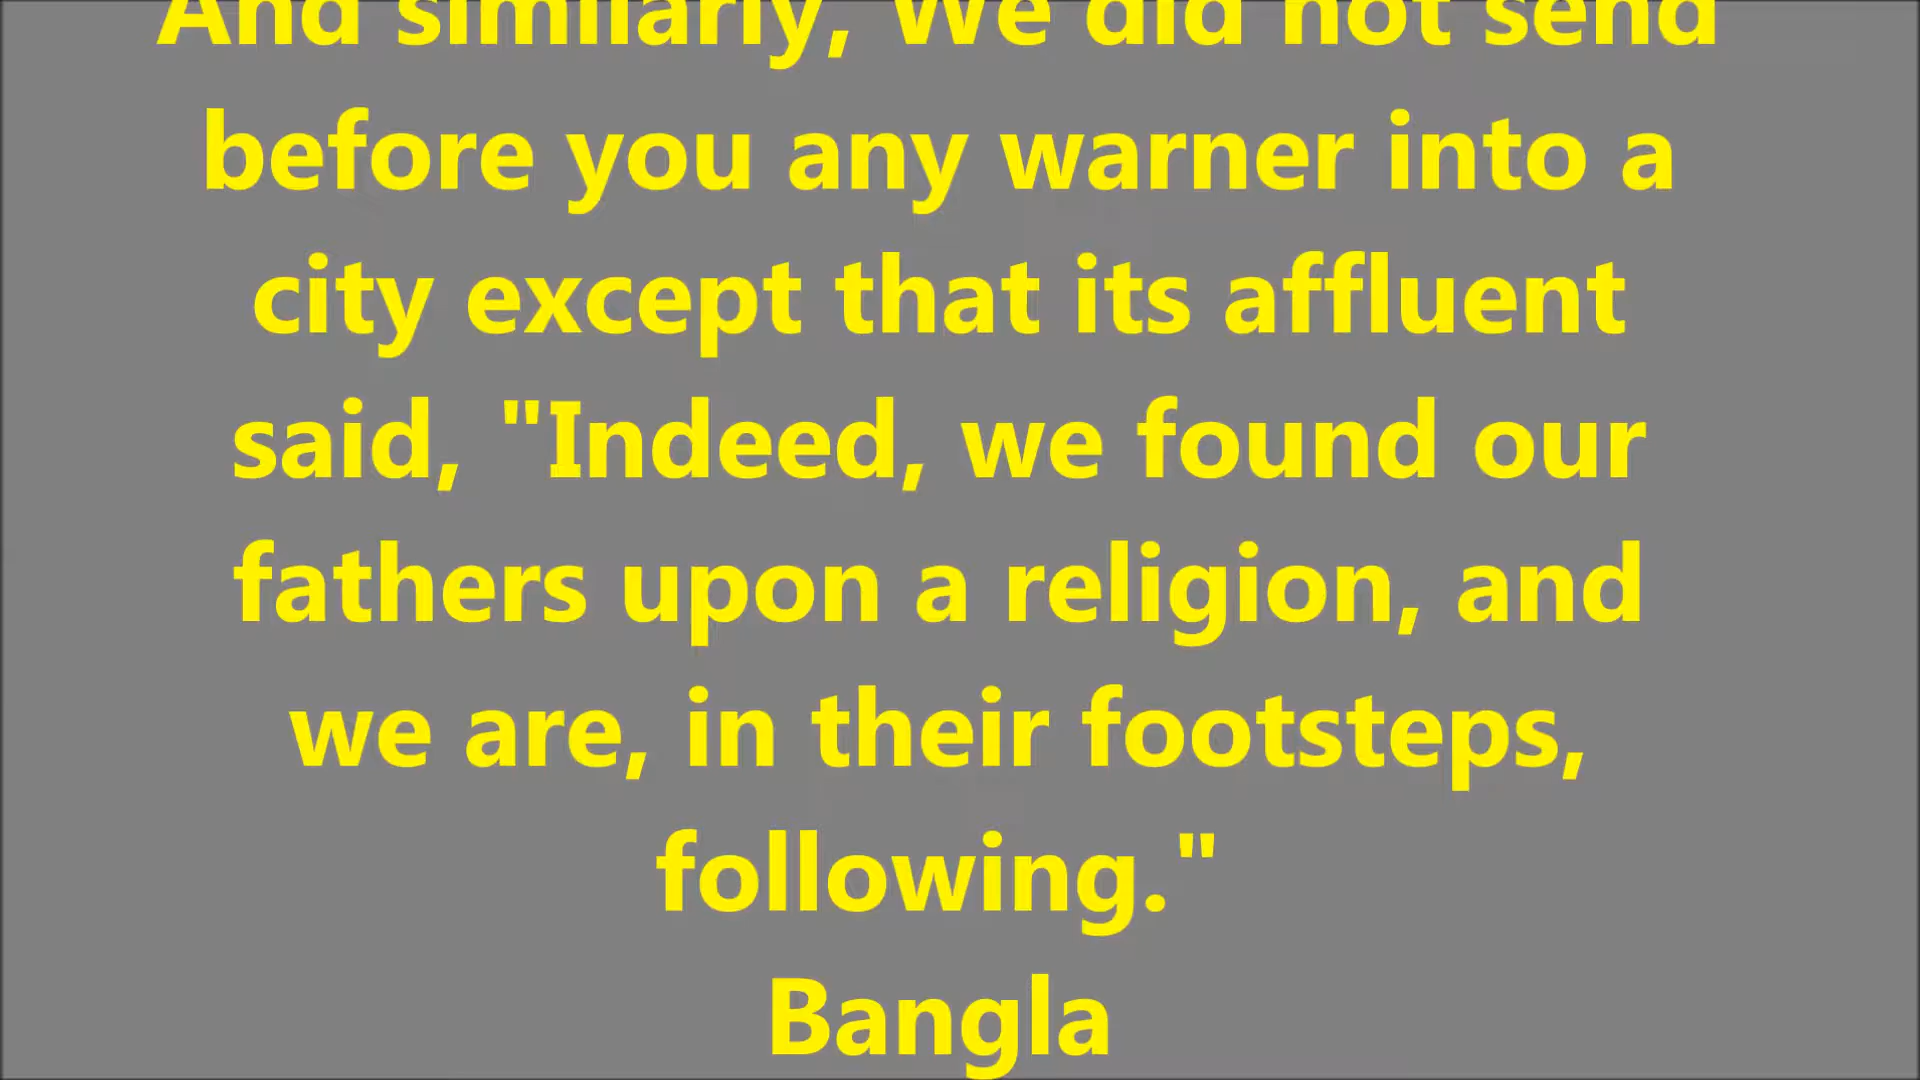 And similarly, We did not send
before you any warner into a
city except that its affluent
said, "Indeed, we found our
fathers upon a religion, and
we are, in their footsteps,
following."
Bangla